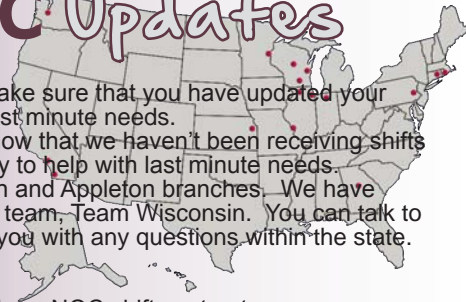 C Updates
ake sure that you have updated your
st minute needs.
ow that we haven't been receiving shifts
y to help with last minute needs.
n and Appleton branches. We have
team, Team Wisconsin. You can talk to
you with any questions within the state.